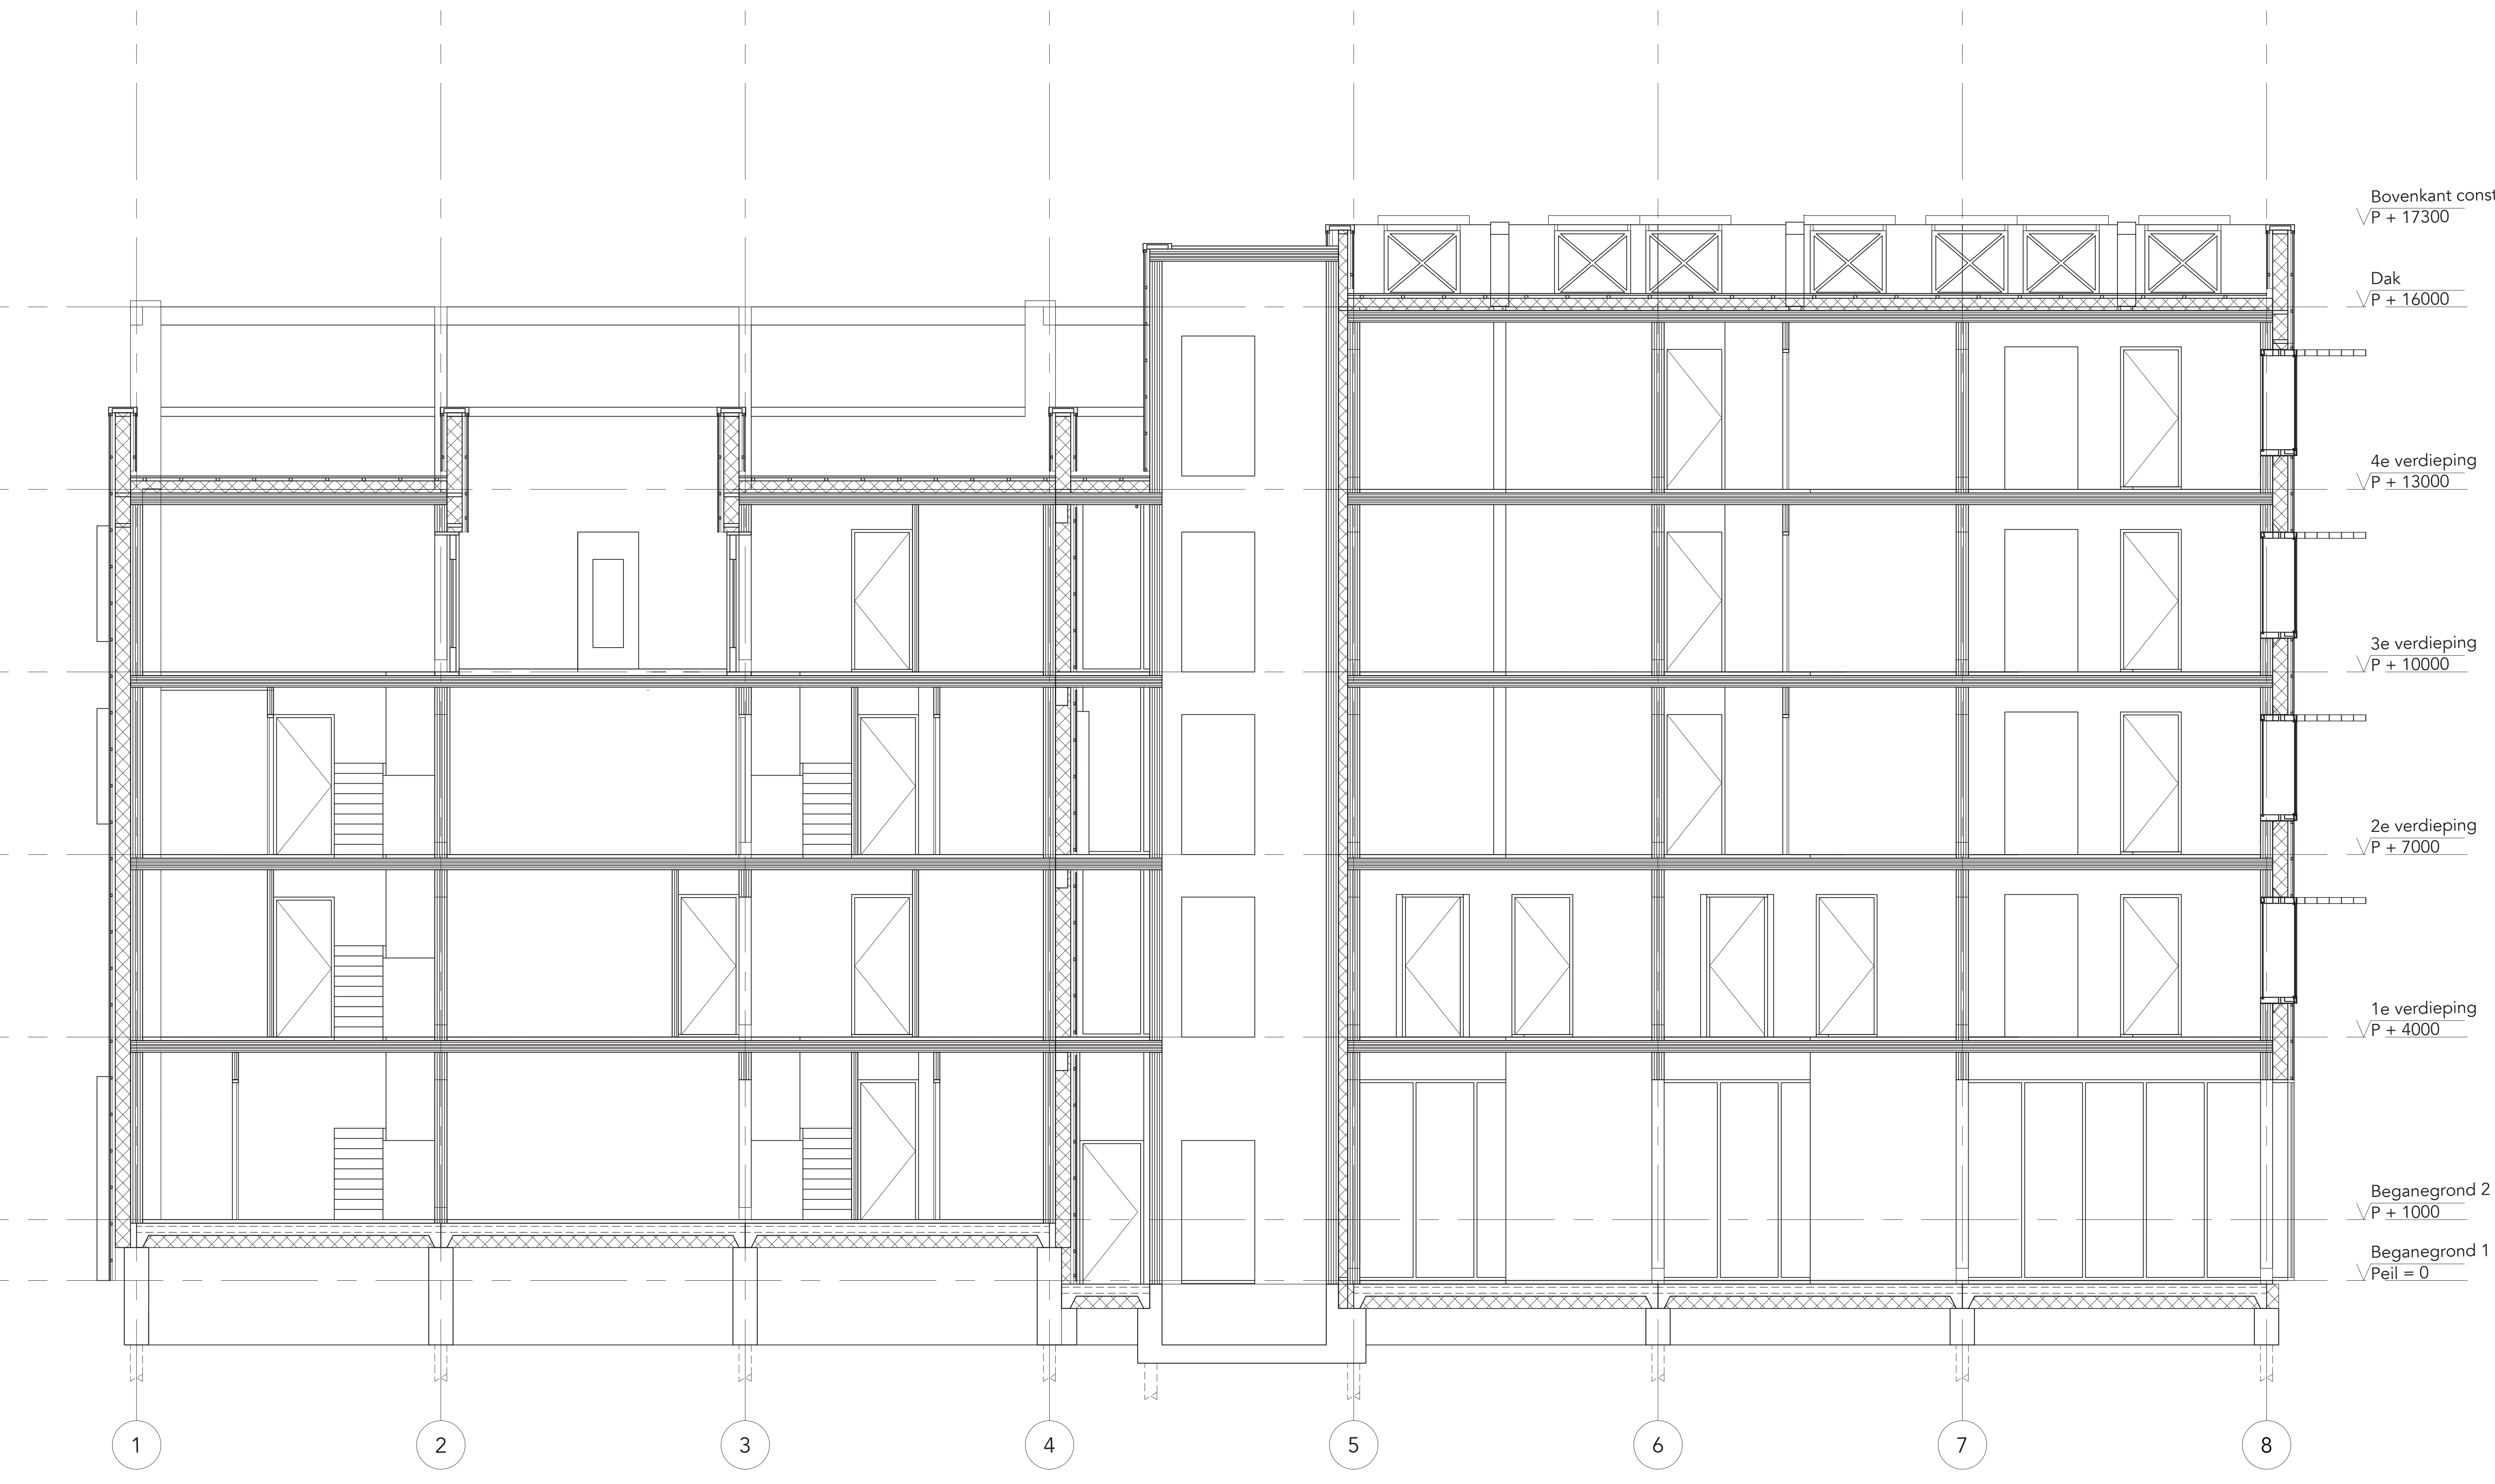 Bovenkant const
P + 17300
Dak
P + 16000
4e verdieping
P + 13000
3e verdieping
P + 10000
2e verdieping
P + 7000
1e verdieping
P + 4000
Beganegrond 2
P + 1000
Beganegrond 1
Peil = 0
1 2 3 4 5 6 7 8